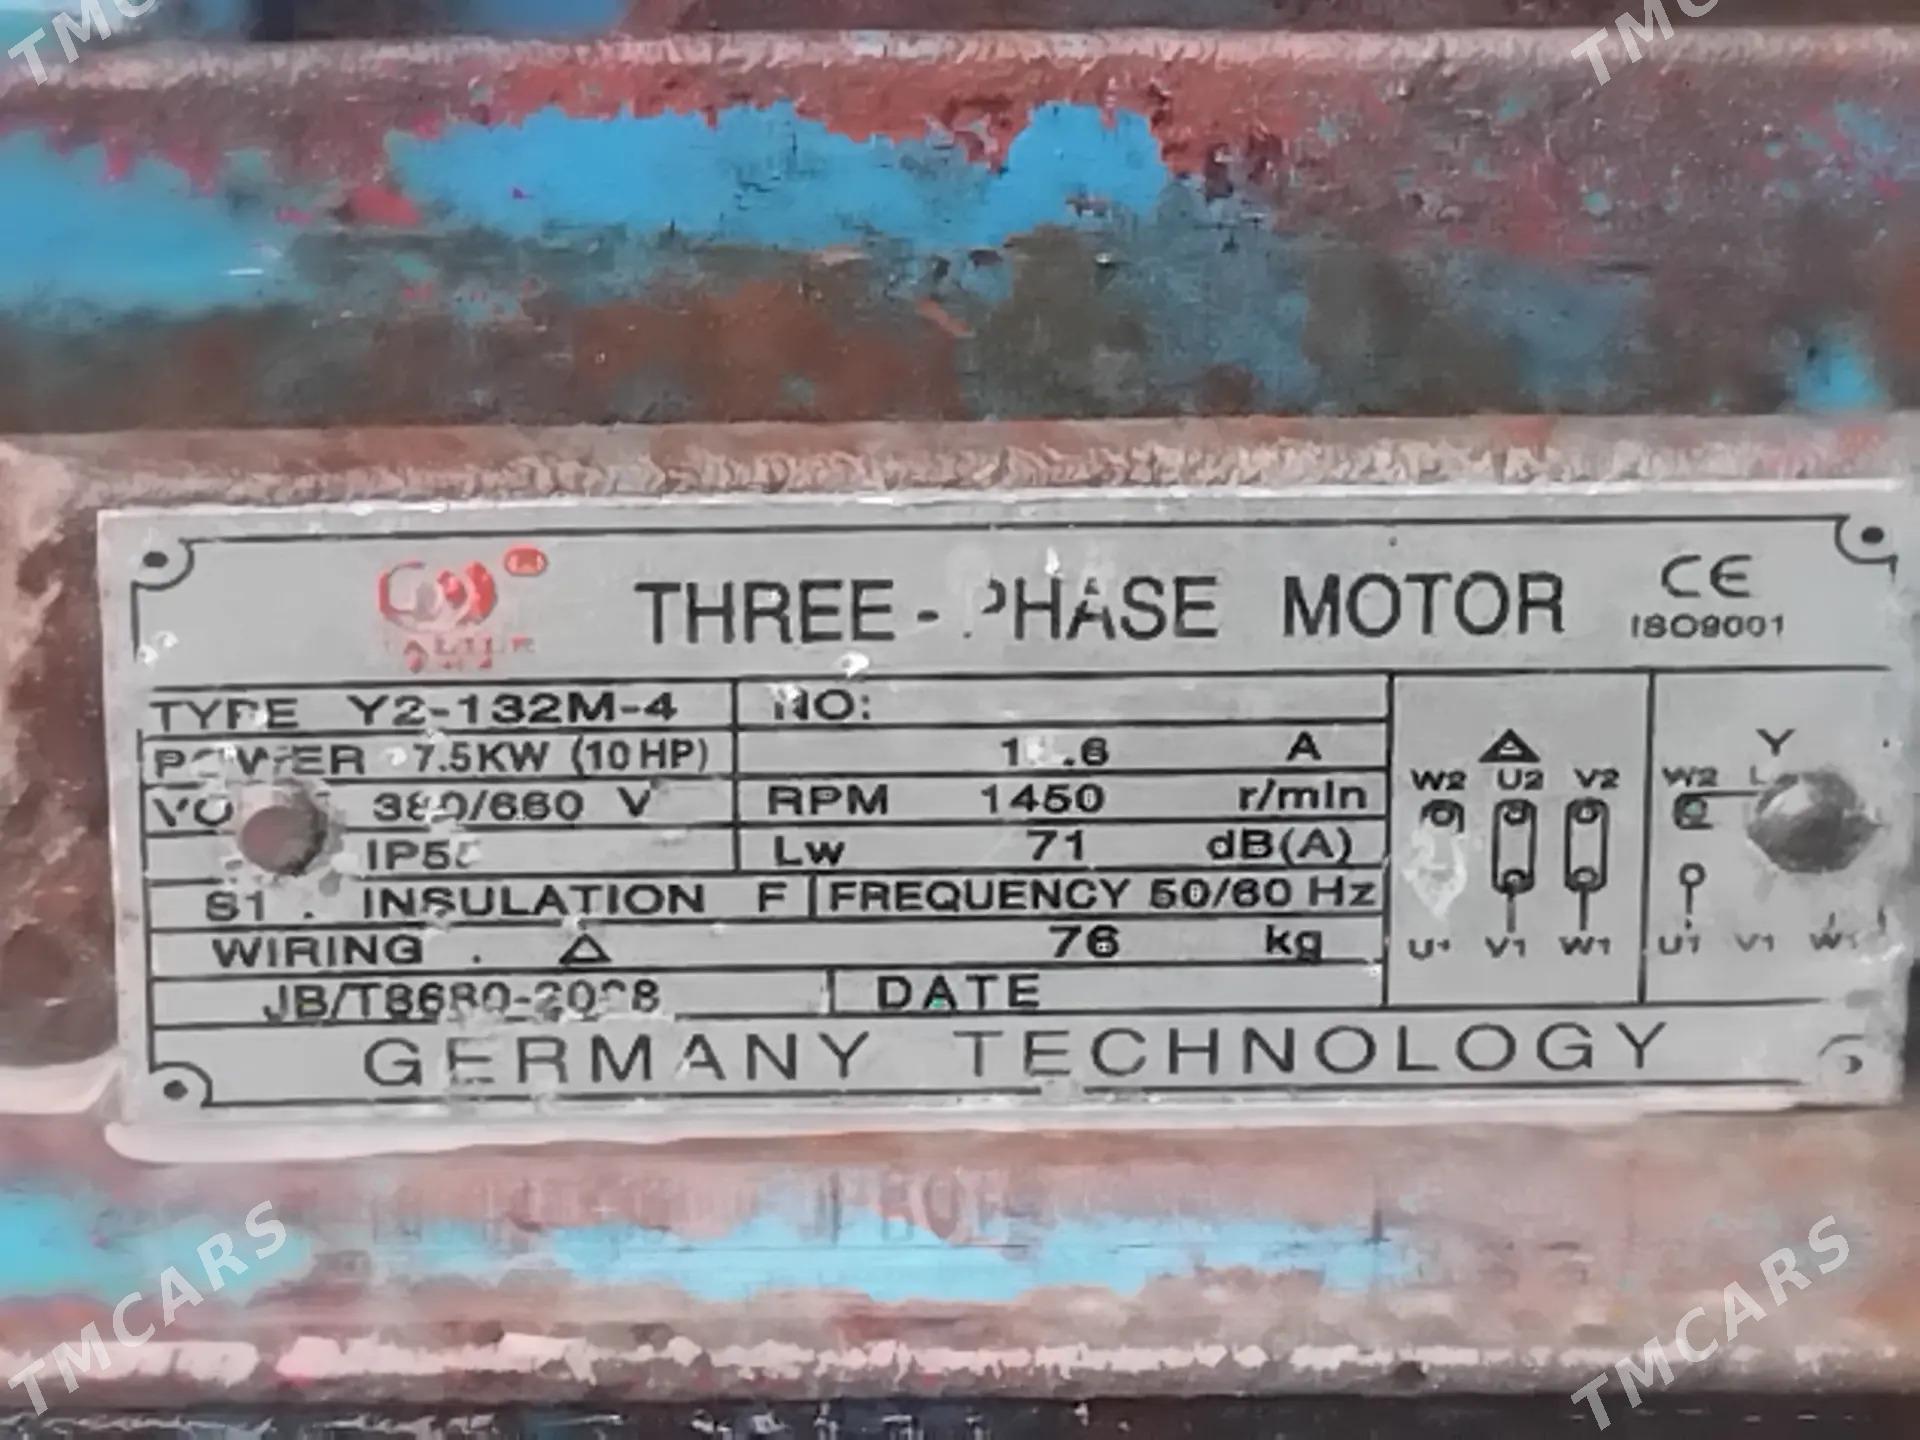 THREE-PHASE MOTOR
CE
ISO9001
TYPE Y2-132M-4 NO:
POWER 7.5KW (10HP) A
380/660 V RPM 1450 r/min
IP55 Lw 71 dB(A)
S1 . INSULATION F FREQUENCY 50/60 Hz
WIRING . △ 76 kg
DATE
GERMANY TECHNOLOGY
△
W2 U2 V2
U1 V1 W1
Y
W2
U1 V1 W1
TMCARS
TMCARS